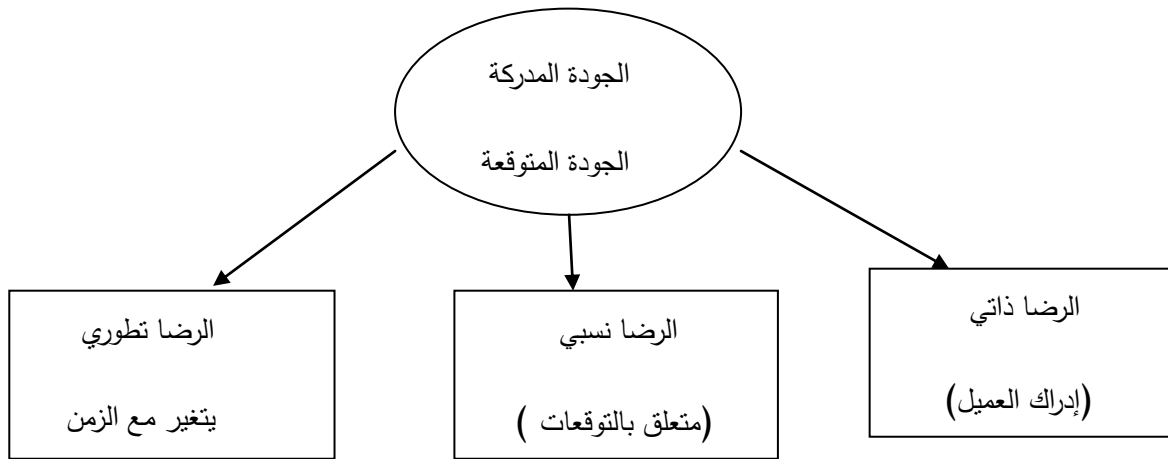 الجودة المدركة
الجودة المتوقعة
الرضا ذاتي
(إدراك العميل)
الرضا نسبي
(متعلق بالتوقعات )
الرضا تطوري
يتغير مع الزمن